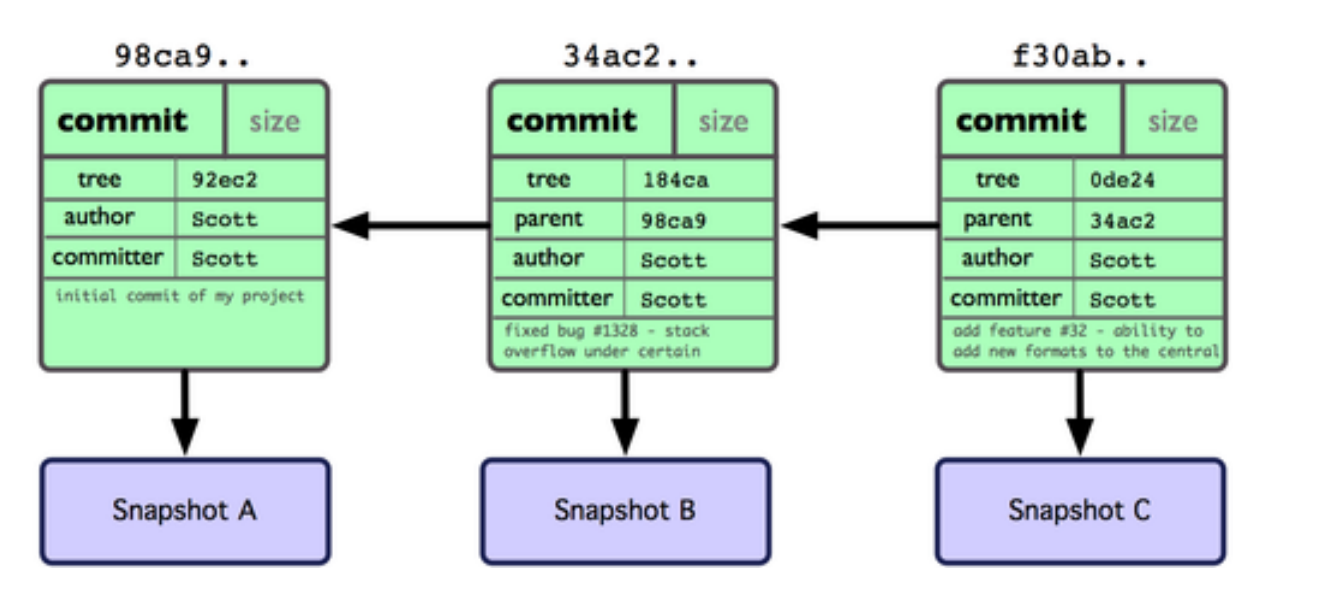 98ca9..
commit size
tree 92ec2
author Scott
committer Scott
initial commit of my project
Snapshot A
34ac2..
commit size
tree 184ca
parent 98ca9
author Scott
committer Scott
fixed bug #1328 - stack
overflow under certain
Snapshot B
f30ab..
commit size
tree 0de24
parent 34ac2
author Scott
committer Scott
add feature #32 - ability to
add new formats to the central
Snapshot C